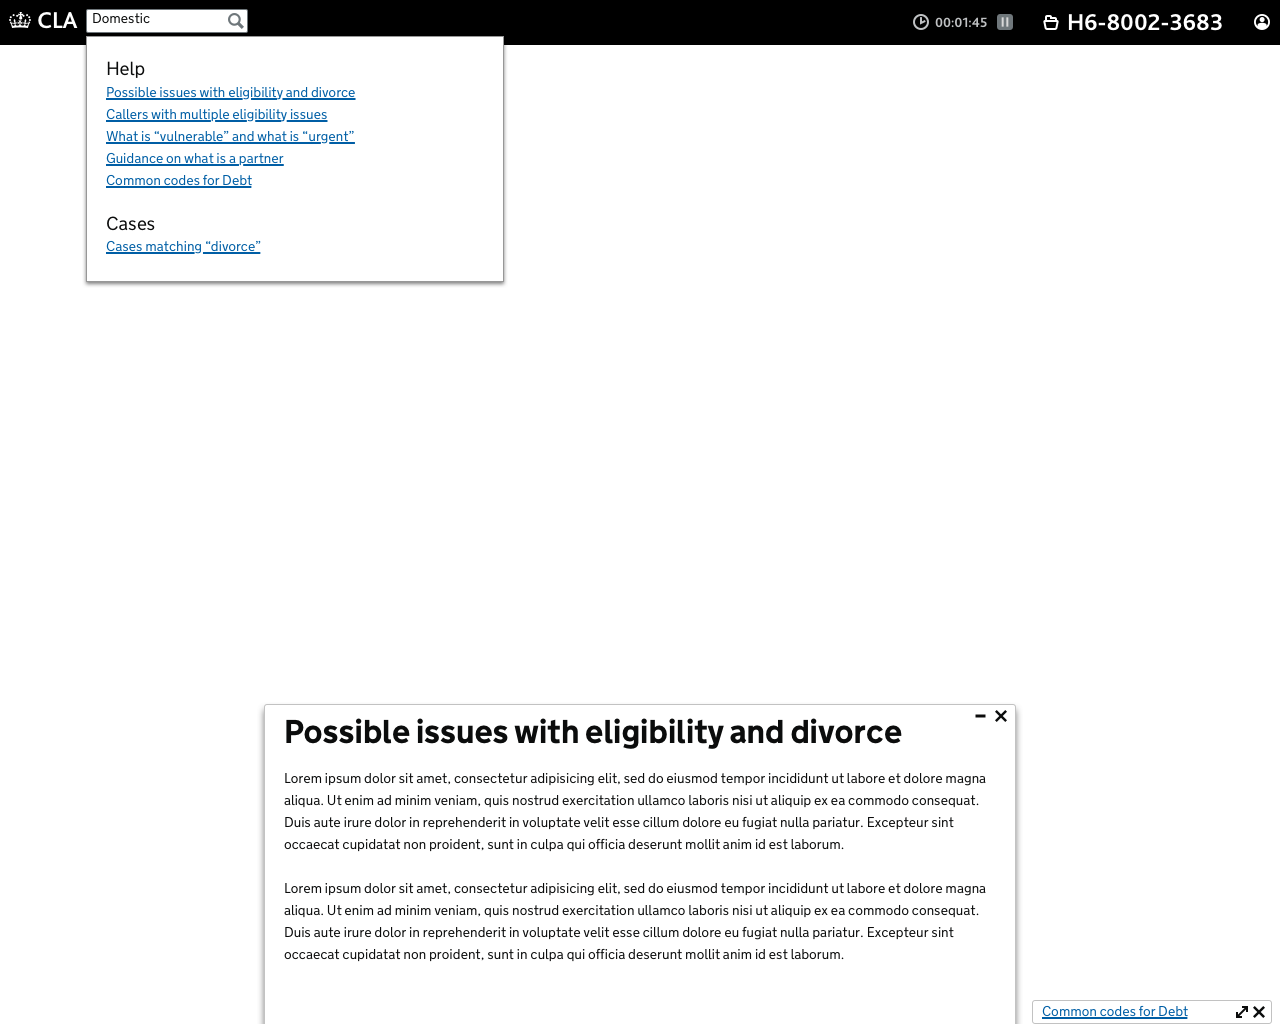 CLA
Domestic
00:01:45
H6-8002-3683
Help
Possible issues with eligibility and divorce
Callers with multiple eligibility issues
What is “vulnerable” and what is “urgent”
Guidance on what is a partner
Common codes for Debt
Cases
Cases matching “divorce”
Possible issues with eligibility and divorce
Lorem ipsum dolor sit amet, consectetur adipisicing elit, sed do eiusmod tempor incididunt ut labore et dolore magna
aliqua. Ut enim ad minim veniam, quis nostrud exercitation ullamco laboris nisi ut aliquip ex ea commodo consequat.
Duis aute irure dolor in reprehenderit in voluptate velit esse cillum dolore eu fugiat nulla pariatur. Excepteur sint
occaecat cupidatat non proident, sunt in culpa qui officia deserunt mollit anim id est laborum.
Lorem ipsum dolor sit amet, consectetur adipisicing elit, sed do eiusmod tempor incididunt ut labore et dolore magna
aliqua. Ut enim ad minim veniam, quis nostrud exercitation ullamco laboris nisi ut aliquip ex ea commodo consequat.
Duis aute irure dolor in reprehenderit in voluptate velit esse cillum dolore eu fugiat nulla pariatur. Excepteur sint
occaecat cupidatat non proident, sunt in culpa qui officia deserunt mollit anim id est laborum.
Common codes for Debt